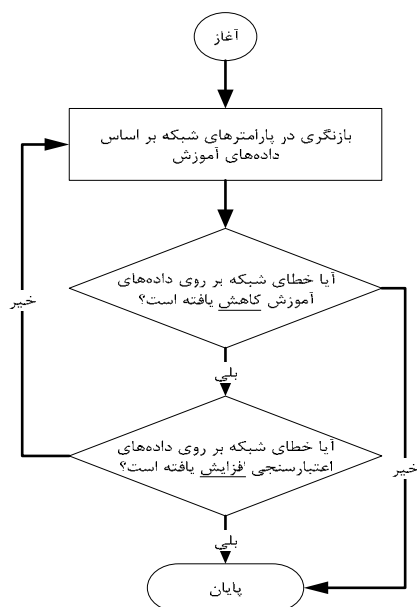 آغاز
بازنگری در پارامترهای شبکه بر اساس
داده‌های آموزش
آیا خطای شبکه بر روی داده‌های
آموزش کاهش یافته است؟
خیر
بلی
آیا خطای شبکه بر روی داده‌های
اعتبارسنجی افزایش یافته است؟
خیر
بلی
پایان